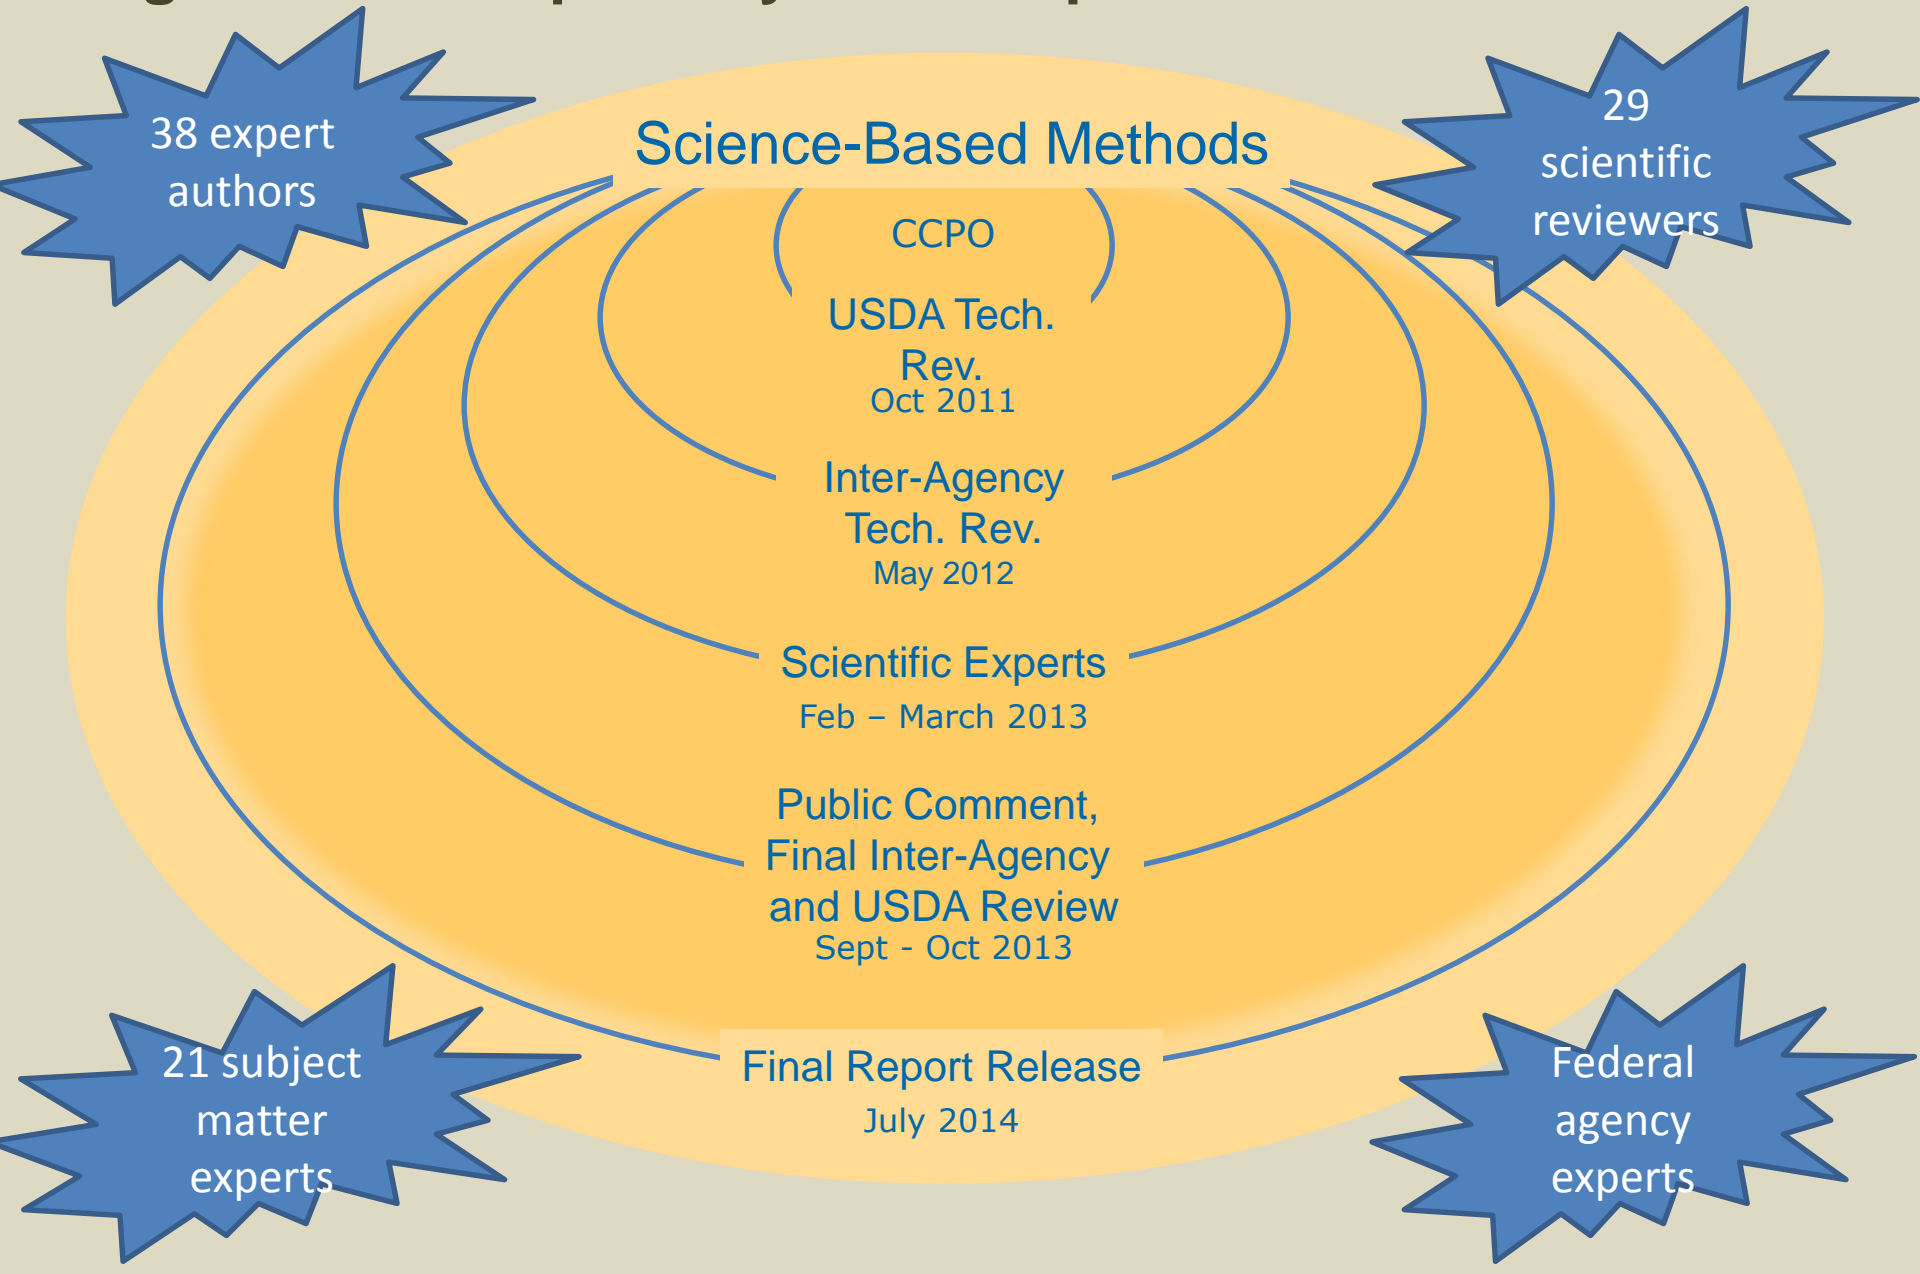 38 expert
authors
29
scientific
reviewers
Science-Based Methods
CCPO
USDA Tech.
Rev.
Oct 2011
Inter-Agency
Tech. Rev.
May 2012
Scientific Experts
Feb – March 2013
Public Comment,
Final Inter-Agency
and USDA Review
Sept - Oct 2013
Final Report Release
July 2014
21 subject
matter
experts
Federal
agency
experts